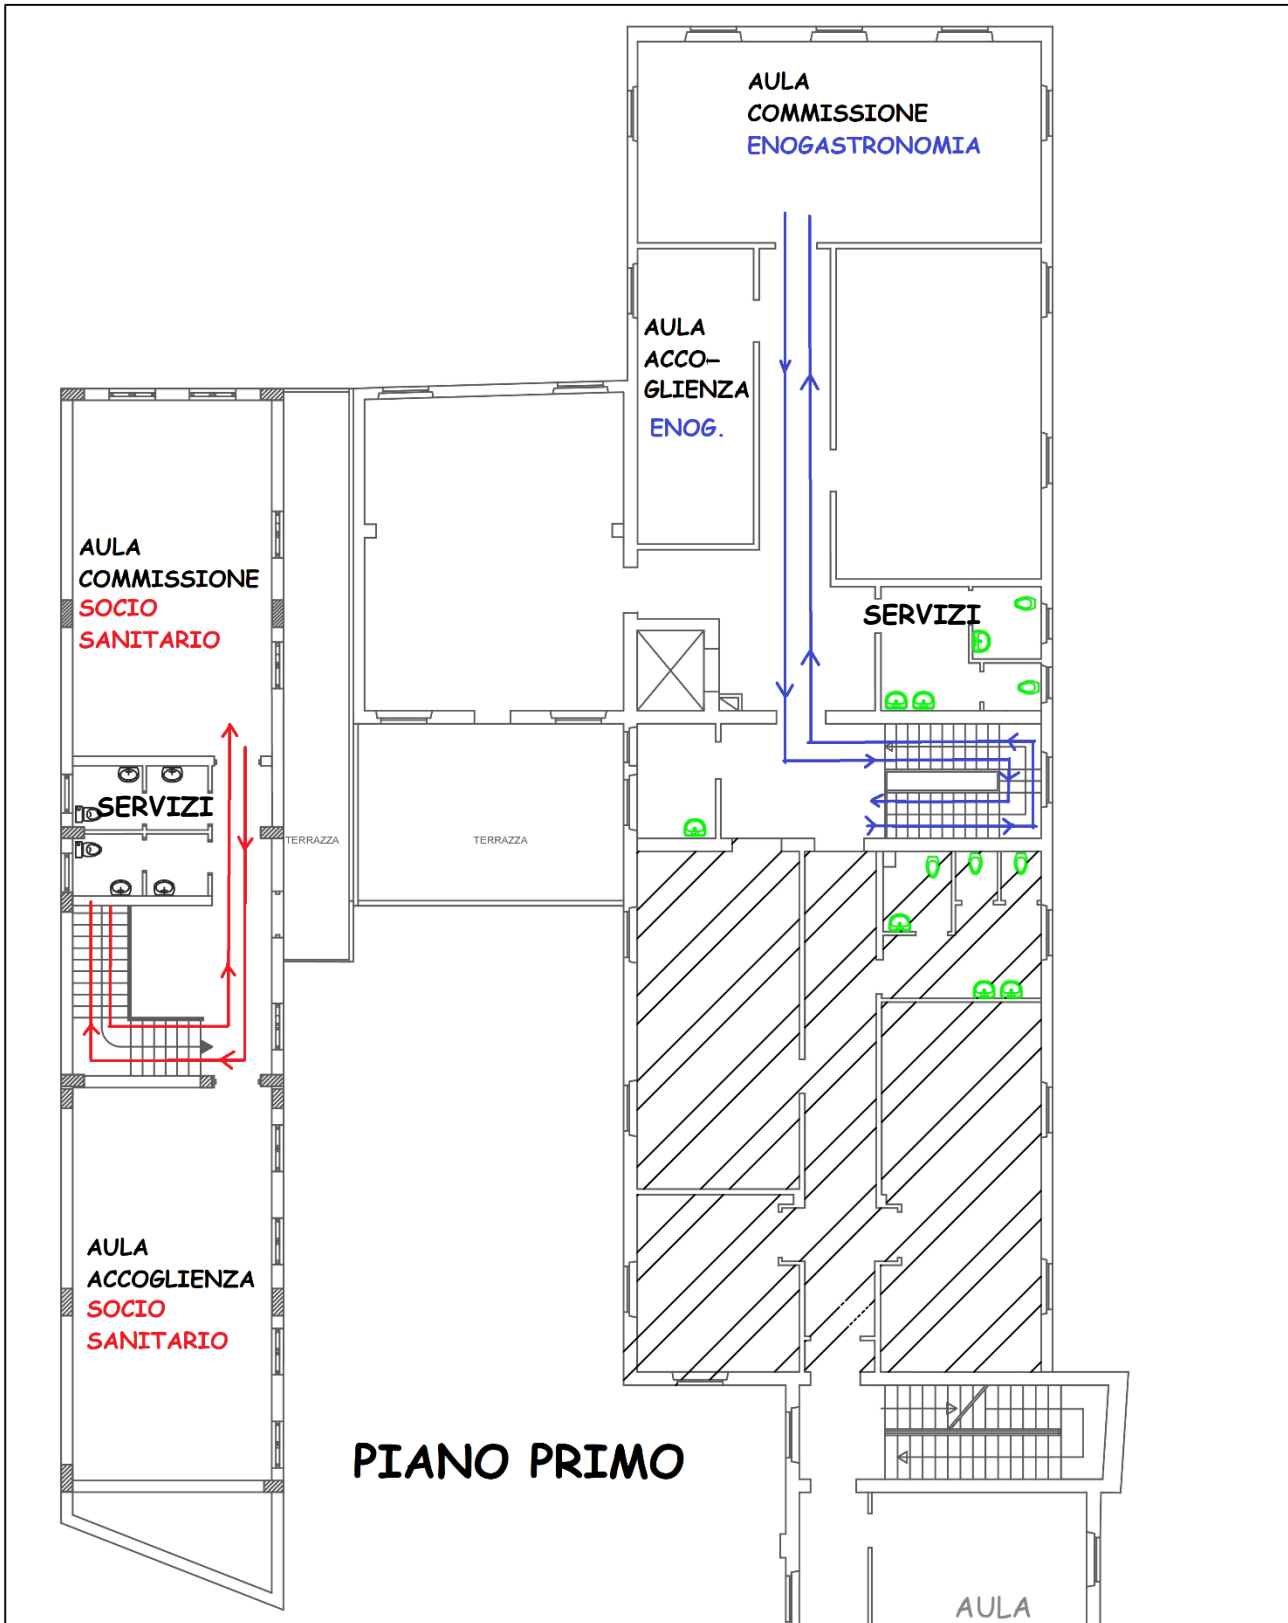 AULA
COMMISSIONE
ENOGASTRONOMIA
AULA
ACCO–
GLIENZA
ENOG.
AULA
COMMISSIONE
SOCIO
SANITARIO
SERVIZI
SERVIZI
TERRAZZA
TERRAZZA
AULA
ACCOGLIENZA
SOCIO
SANITARIO
PIANO PRIMO
AULA